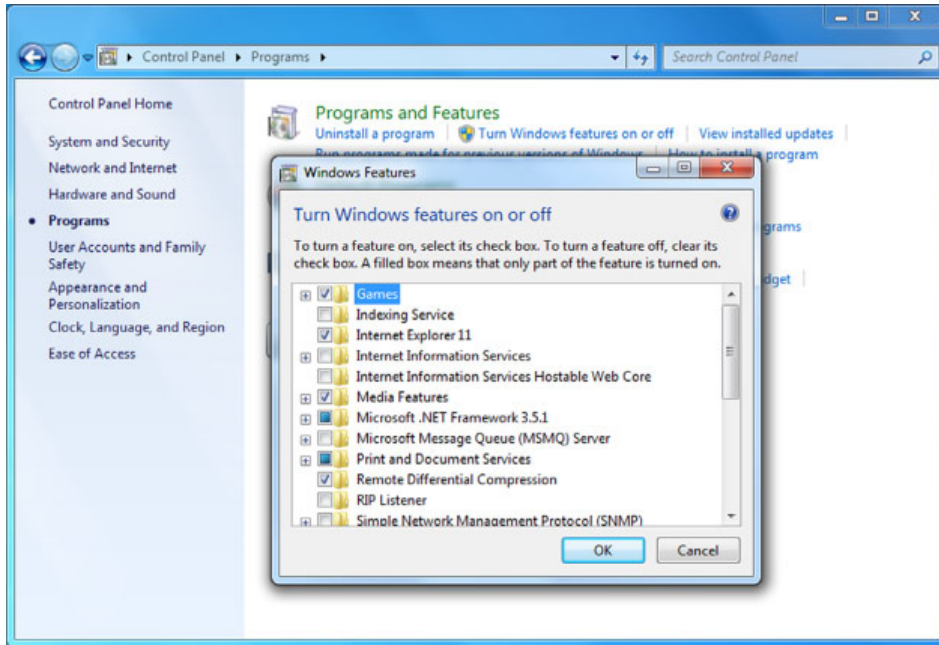 Control Panel Programs
Search Control Panel
Control Panel Home
System and Security
Network and Internet
Hardware and Sound
Programs
User Accounts and Family
Safety
Appearance and
Personalization
Clock, Language, and Region
Ease of Access
Programs and Features
Uninstall a program Turn Windows features on or off View installed updates
Run programs made for previous versions of Windows How to install a program
grams
dget
Windows Features
Turn Windows features on or off
To turn a feature on, select its check box. To turn a feature off, clear its
check box. A filled box means that only part of the feature is turned on.
Games
Indexing Service
Internet Explorer 11
Internet Information Services
Internet Information Services Hostable Web Core
Media Features
Microsoft .NET Framework 3.5.1
Microsoft Message Queue (MSMQ) Server
Print and Document Services
Remote Differential Compression
RIP Listener
Simple Network Management Protocol (SNMP)
OK Cancel